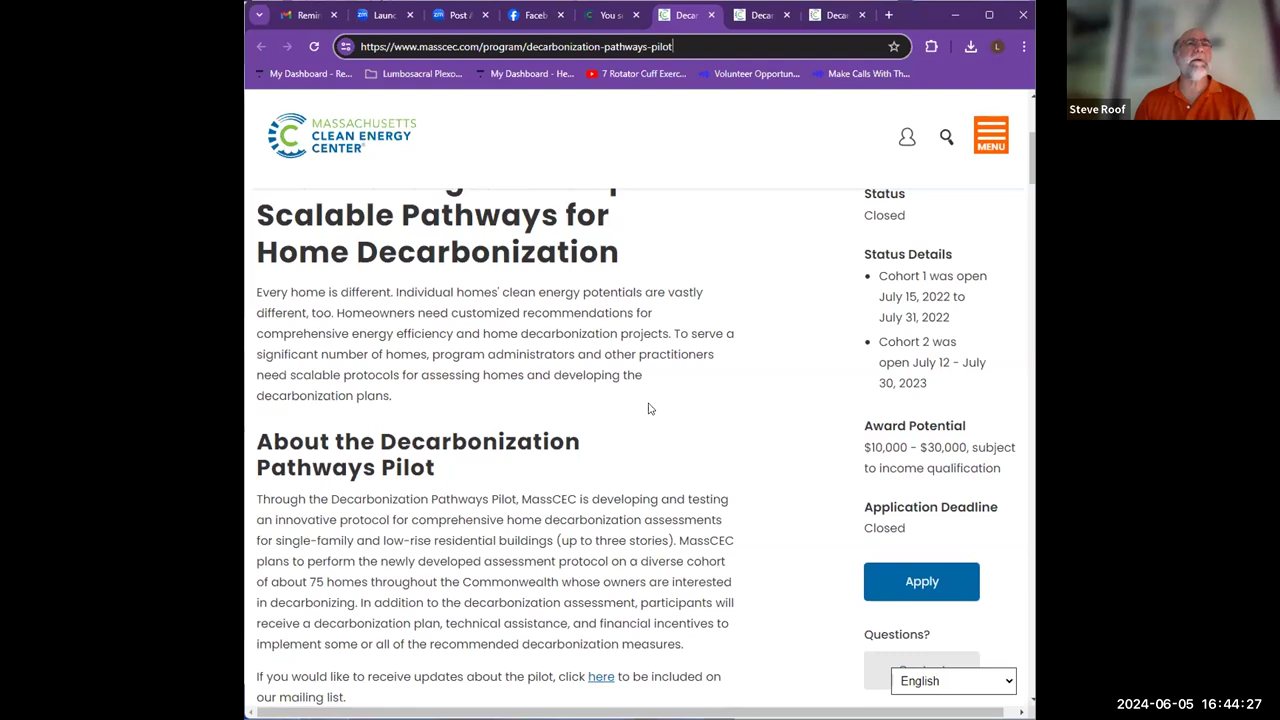 Remin
Launc
Post A
Faceb
You s
Decar
Decar
Decar
https://www.masscec.com/program/decarbonization-pathways-pilot
L
My Dashboard - Re...
Lumbosacral Plexo...
My Dashboard - He...
7 Rotator Cuff Exerc...
Volunteer Opportun...
Make Calls With Th...
MASSACHUSETTS
CLEAN ENERGY
CENTER
MENU
Scalable Pathways for
Home Decarbonization
Every home is different. Individual homes' clean energy potentials are vastly
different, too. Homeowners need customized recommendations for
comprehensive energy efficiency and home decarbonization projects. To serve a
significant number of homes, program administrators and other practitioners
need scalable protocols for assessing homes and developing the
decarbonization plans.
About the Decarbonization
Pathways Pilot
Through the Decarbonization Pathways Pilot, MassCEC is developing and testing
an innovative protocol for comprehensive home decarbonization assessments
for single-family and low-rise residential buildings (up to three stories). MassCEC
plans to perform the newly developed assessment protocol on a diverse cohort
of about 75 homes throughout the Commonwealth whose owners are interested
in decarbonizing. In addition to the decarbonization assessment, participants will
receive a decarbonization plan, technical assistance, and financial incentives to
implement some or all of the recommended decarbonization measures.
If you would like to receive updates about the pilot, click here to be included on
our mailing list.
Status
Closed
Status Details
Cohort 1 was open
July 15, 2022 to
July 31, 2022
Cohort 2 was
open July 12 - July
30, 2023
Award Potential
$10,000 - $30,000, subject
to income qualification
Application Deadline
Closed
Apply
Questions?
English
Steve Roof
2024-06-05 16:44:27